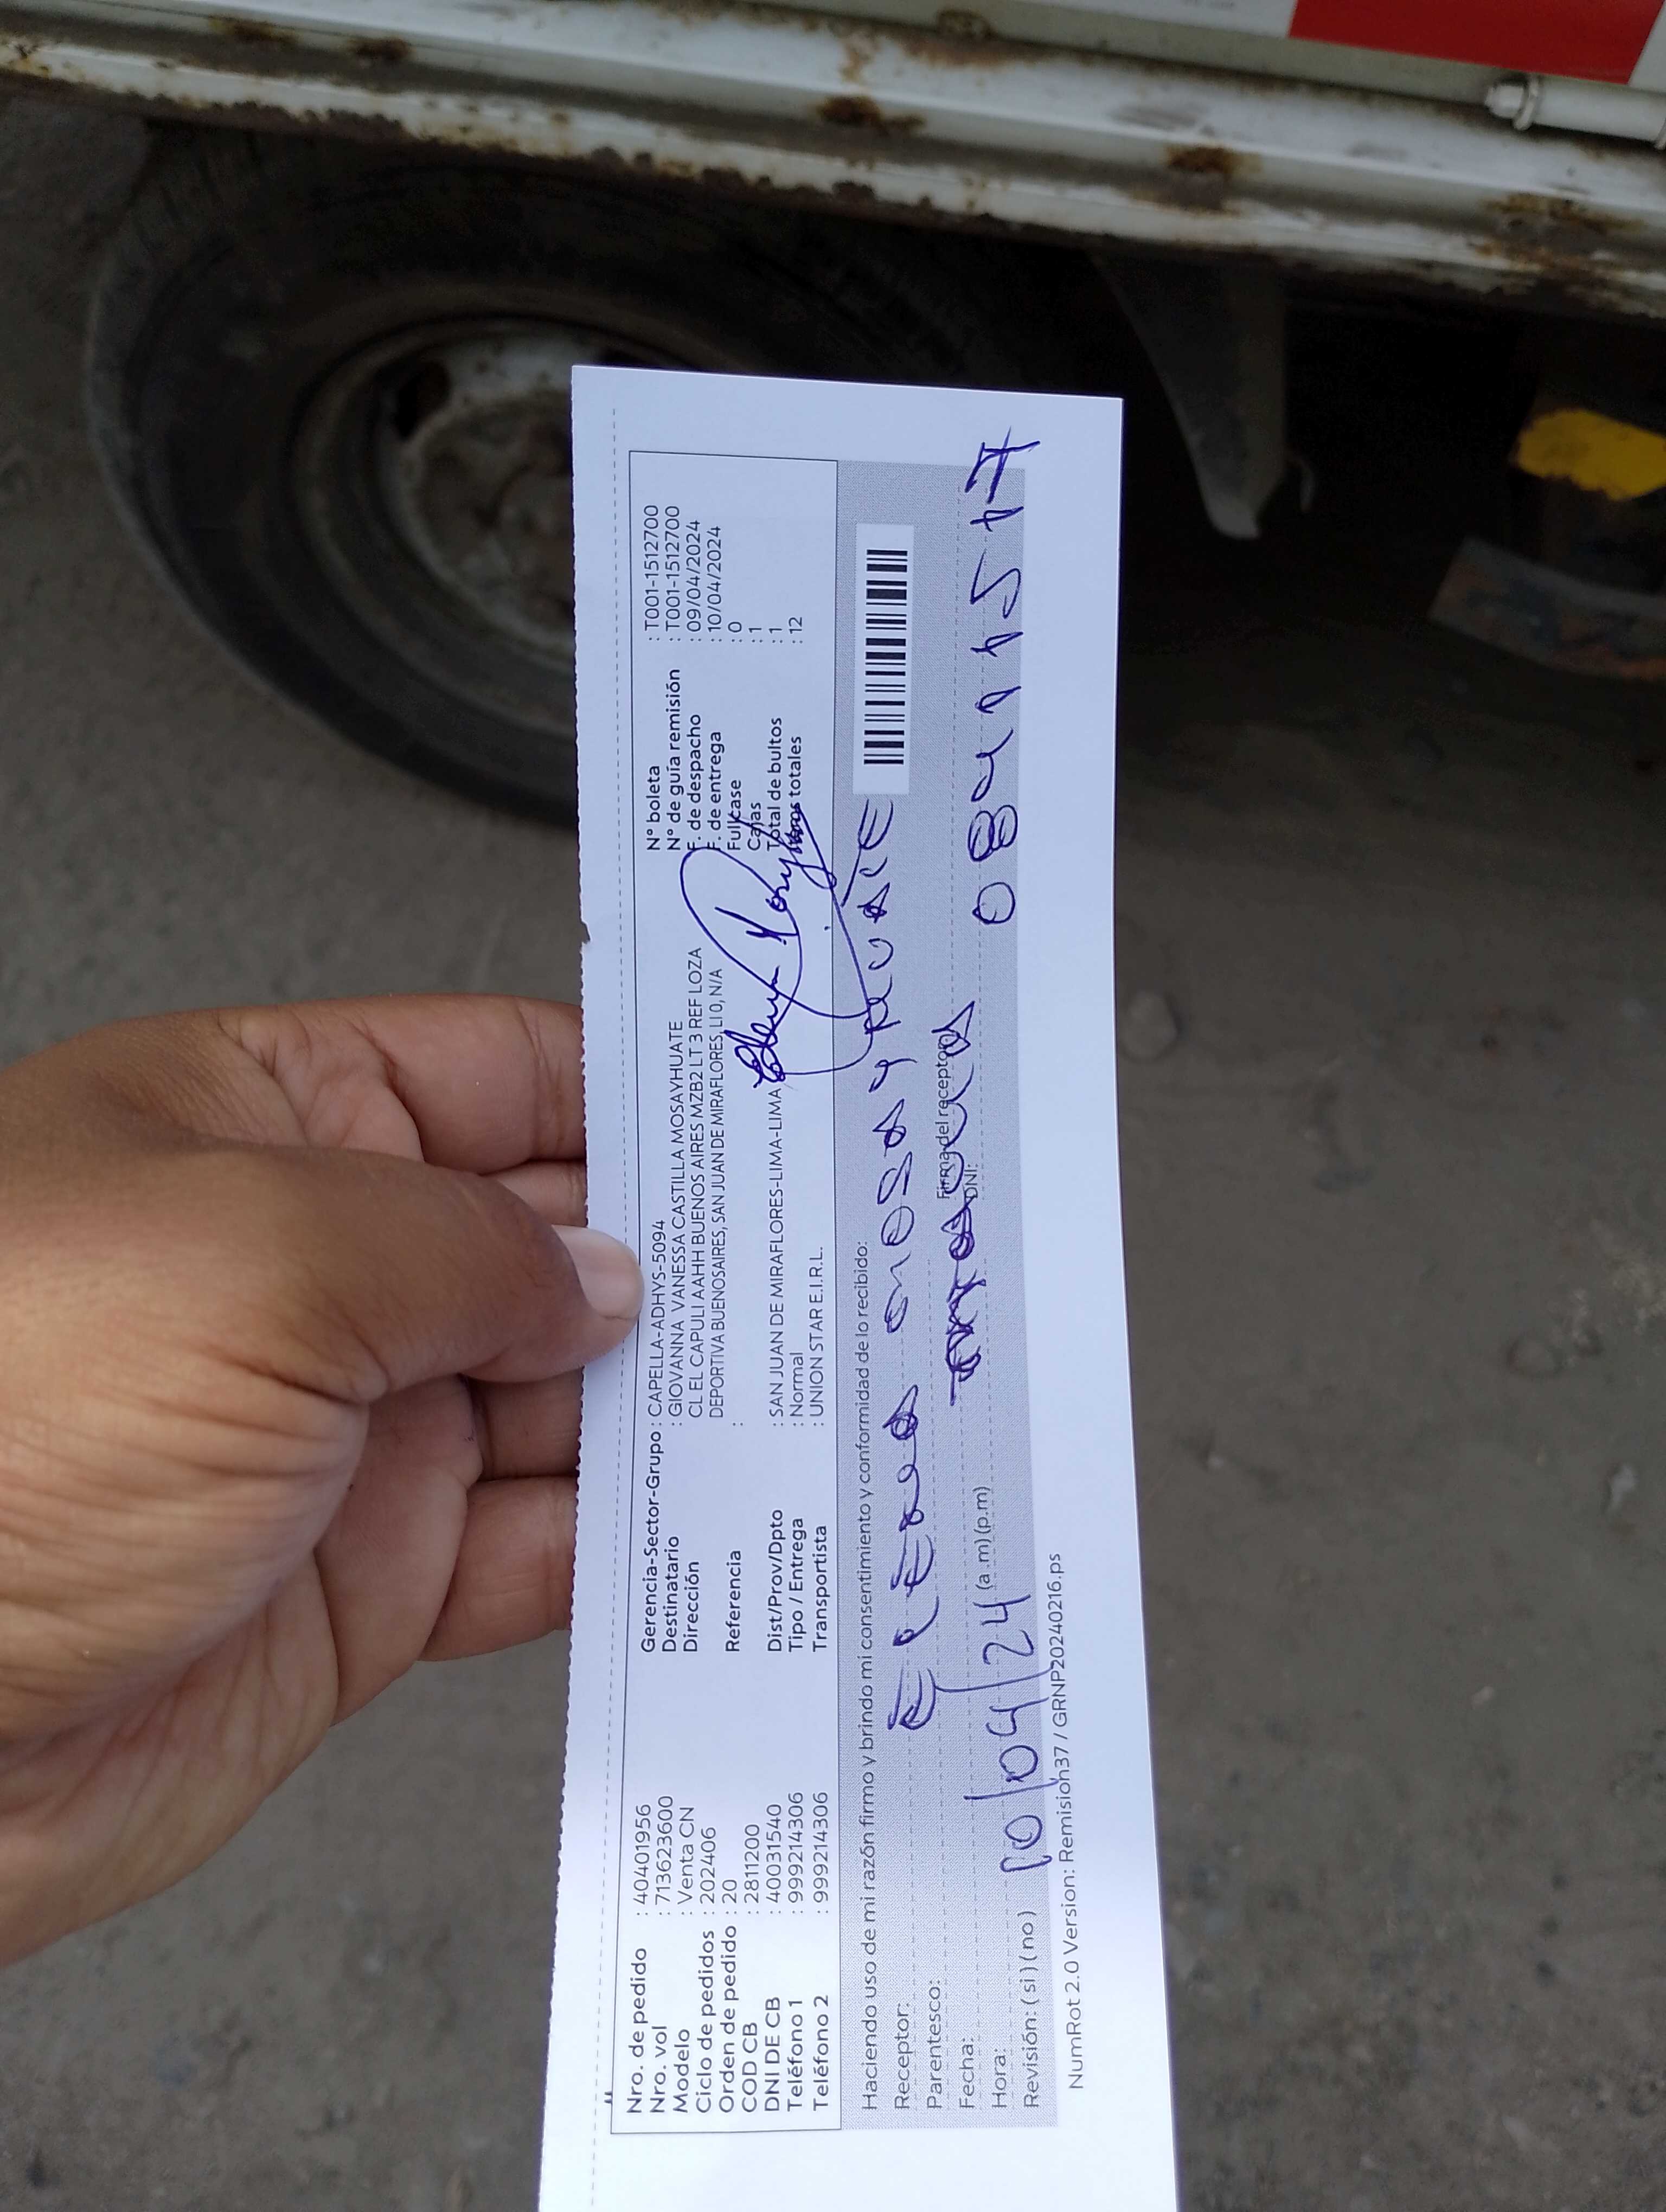 Nro. de pedido : 40401956
Nro. vol : 713623600
Modelo : Venta CN
Ciclo de pedidos : 202406
Orden de pedido : 20
COD CB : 2811200
DNI DE CB : 40031540
Teléfono 1 : 999214306
Teléfono 2 : 999214306
Gerencia-Sector-Grupo : CAPELLA-ADHYS-5094
Destinatario : GIOVANNA VANESSA CASTILLA MOSAYHUATE
Dirección CL EL CAPULI AAHH BUENOS AIRES MZB2 LT 3 REF LOZA
DEPORTIVA BUENOSAIRES, SAN JUAN DE MIRAFLORES, LI 0, N/A
Referencia :
Dist/Prov/Dpto : SAN JUAN DE MIRAFLORES-LIMA-LIMA
Tipo / Entrega : Normal
Transportista : UNION STAR E.I.R.L.
N° boleta : T001-1512700
N° de guía remisión : T001-1512700
F. de despacho : 09/04/2024
F. de entrega : 10/04/2024
Fullcase : 0
Cajas : 1
Total de bultos : 1
totales : 12
Haciendo uso de mi razón firmo y brindo mi consentimiento y conformidad de lo recibido:
Receptor:
Parentesco:
Firma del receptor
Fecha:
DNI:
Hora: (a .m) (p.m)
Revisión: ( si ) ( no ) 10/04/24
NumRot 2.0 Version: Remisión37 / GRNP20240216.ps